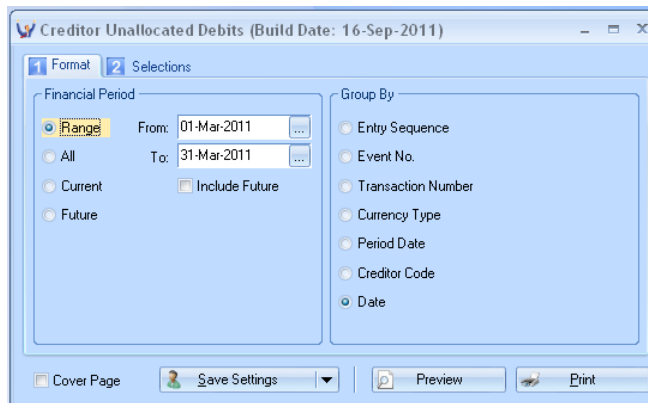 Creditor Unallocated Debits (Build Date: 16-Sep-2011)
1 Format 2 Selections
Financial Period
Range From: 01-Mar-2011 ...
All To: 31-Mar-2011 ...
Current Include Future
Future
Group By
Entry Sequence
Event No.
Transaction Number
Currency Type
Period Date
Creditor Code
Date
Cover Page Save Settings Preview Print